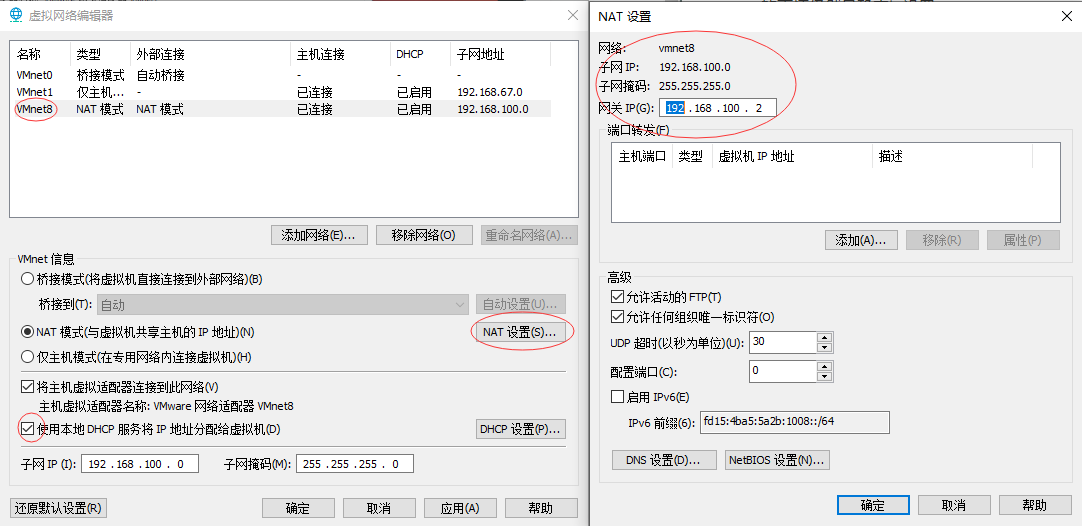 虚拟网络编辑器
名称 类型 外部连接 主机连接 DHCP 子网地址
VMnet0 桥接模式 自动桥接 - - -
VMnet1 仅主机... - 已连接 已启用 192.168.67.0
VMnet8 NAT 模式 NAT 模式 已连接 已启用 192.168.100.0
添加网络(E)... 移除网络(O) 重命名网络(A)...
VMnet 信息
桥接模式(将虚拟机直接连接到外部网络)(B)
桥接到(T): 自动 自动设置(U)...
NAT 模式(与虚拟机共享主机的 IP 地址)(N) NAT 设置(S)...
仅主机模式(在专用网络内连接虚拟机)(H)
将主机虚拟适配器连接到此网络(V)
主机虚拟适配器名称: VMware 网络适配器 VMnet8
使用本地 DHCP 服务将 IP 地址分配给虚拟机(D) DHCP 设置(P)...
子网 IP (I): 192 . 168 . 100 . 0 子网掩码(M): 255 . 255 . 255 . 0
还原默认设置(R) 确定 取消 应用(A) 帮助
NAT 设置
网络: vmnet8
子网 IP: 192.168.100.0
子网掩码: 255.255.255.0
网关 IP(G): 192 . 168 . 100 . 2
端口转发(F)
主机端口 类型 虚拟机 IP 地址 描述
添加(A)... 移除(R) 属性(P)
高级
允许活动的 FTP(T)
允许任何组织唯一标识符(O)
UDP 超时(以秒为单位)(U): 30
配置端口(C): 0
启用 IPv6(E)
IPv6 前缀(6): fd15:4ba5:5a2b:1008::/64
DNS 设置(D)... NetBIOS 设置(N)...
确定 取消 帮助